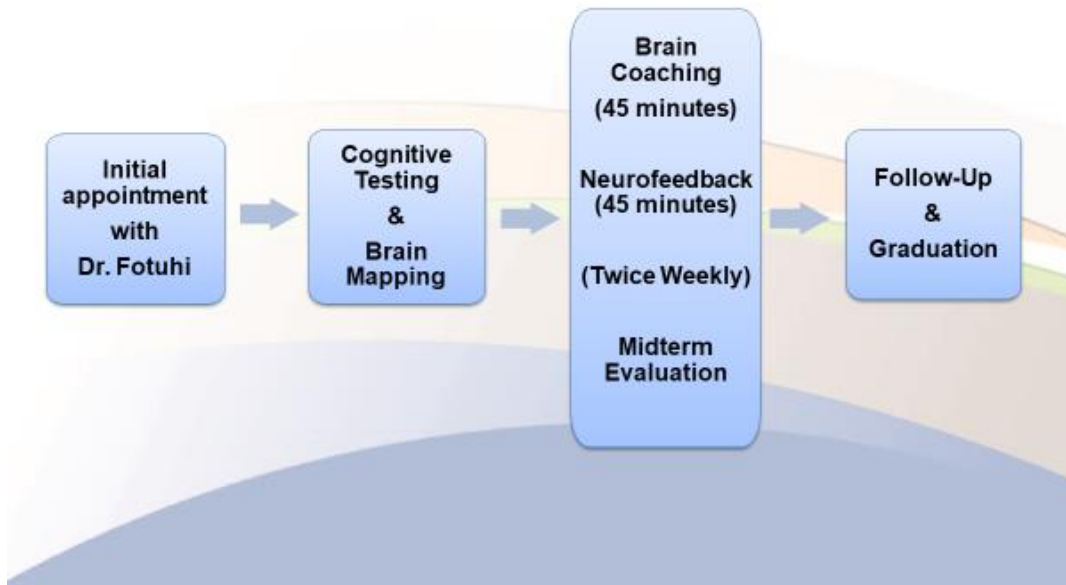 Initial
appointment
with
Dr. Fotuhi
Cognitive
Testing
&
Brain
Mapping
Brain
Coaching
(45 minutes)
Neurofeedback
(45 minutes)
(Twice Weekly)
Midterm
Evaluation
Follow-Up
&
Graduation